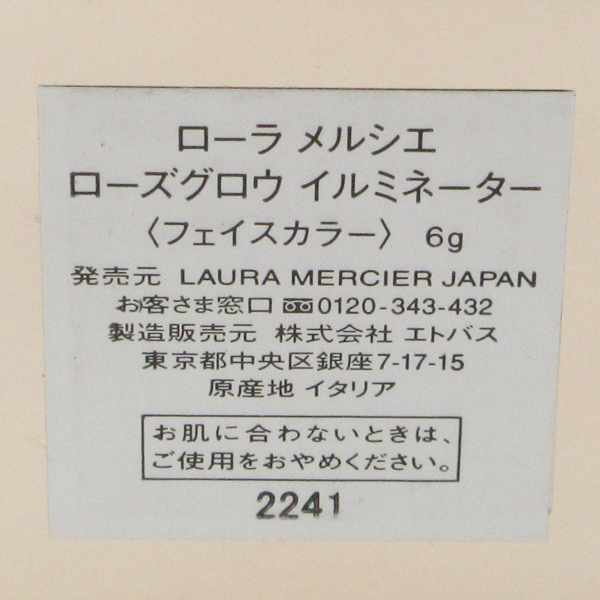 ローラ メルシエ
ローズグロウ イルミネーター
〈フェイスカラー〉 6g
発売元 LAURA MERCIER JAPAN
お客さま窓口 0120-343-432
製造販売元 株式会社 エトバス
東京都中央区銀座7-17-15
原産地 イタリア
お肌に合わないときは、
ご使用をおやめください。
2241